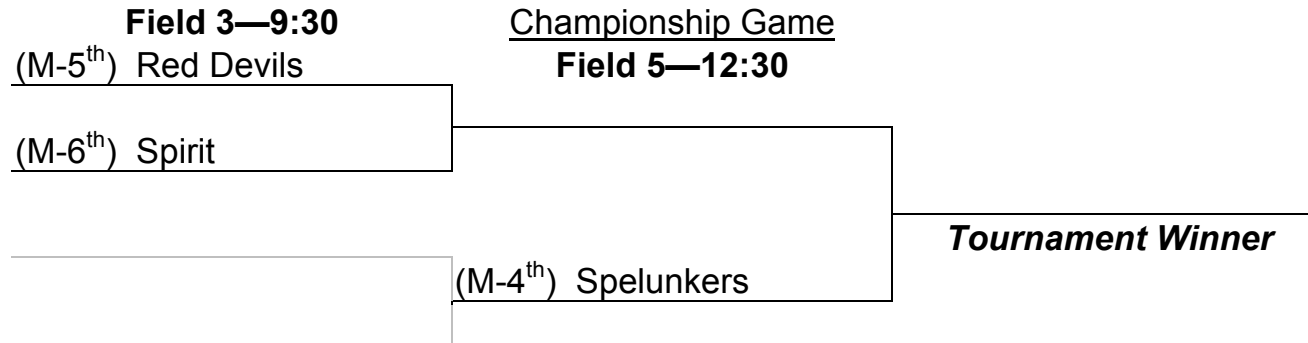 Field 3—9:30
Championship Game
(M-5th) Red Devils
Field 5—12:30
(M-6th) Spirit
Tournament Winner
(M-4th) Spelunkers